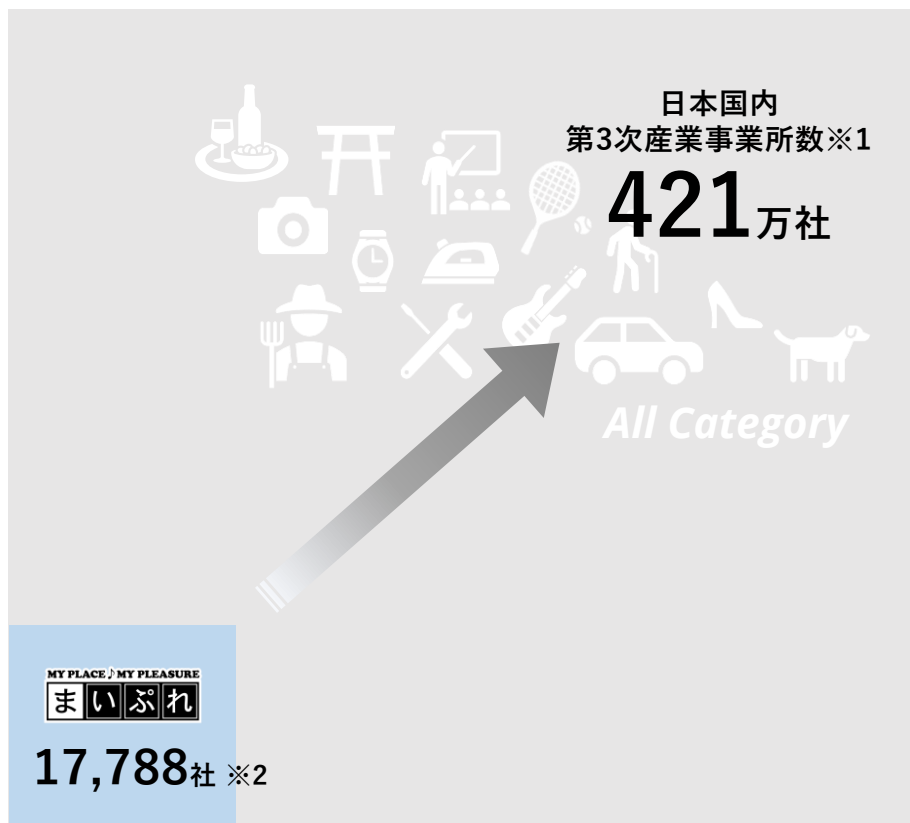 日本国内
第3次産業事業所数※1
421万社
All Category
MY PLACE♪MY PLEASURE
まいぷれ
17,788社 ※2